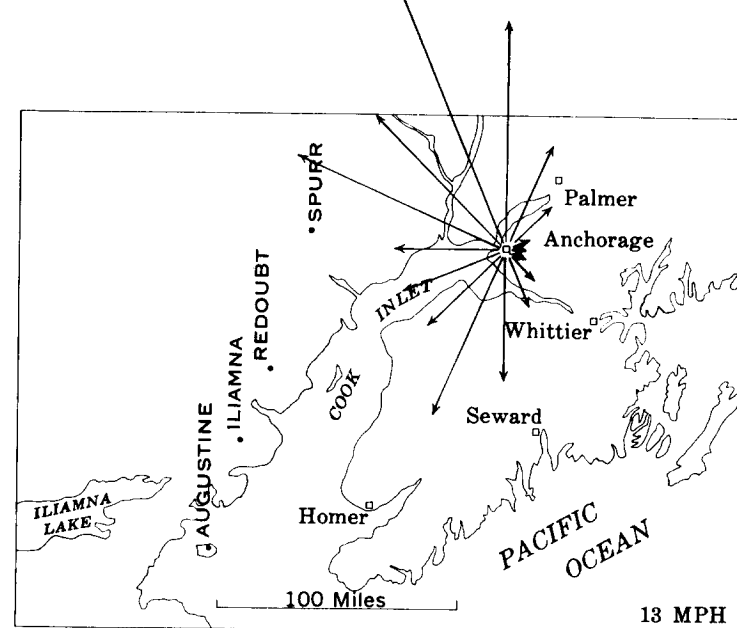 SPURR
Palmer
Anchorage
REDOUBT
INLET
Whittier
ILIAMNA
COOK
Seward
AUGUSTINE
ILIAMNA
LAKE
Homer
PACIFIC
OCEAN
100 Miles
13 MPH